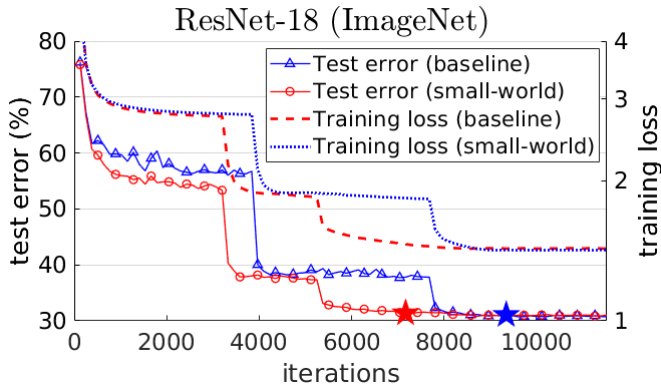 ResNet-18 (ImageNet)
80
70
60
50
40
30
test error (%)
Test error (baseline)
Test error (small-world)
Training loss (baseline)
Training loss (small-world)
4
3
2
1
training loss
0
2000
4000
6000
8000
10000
iterations